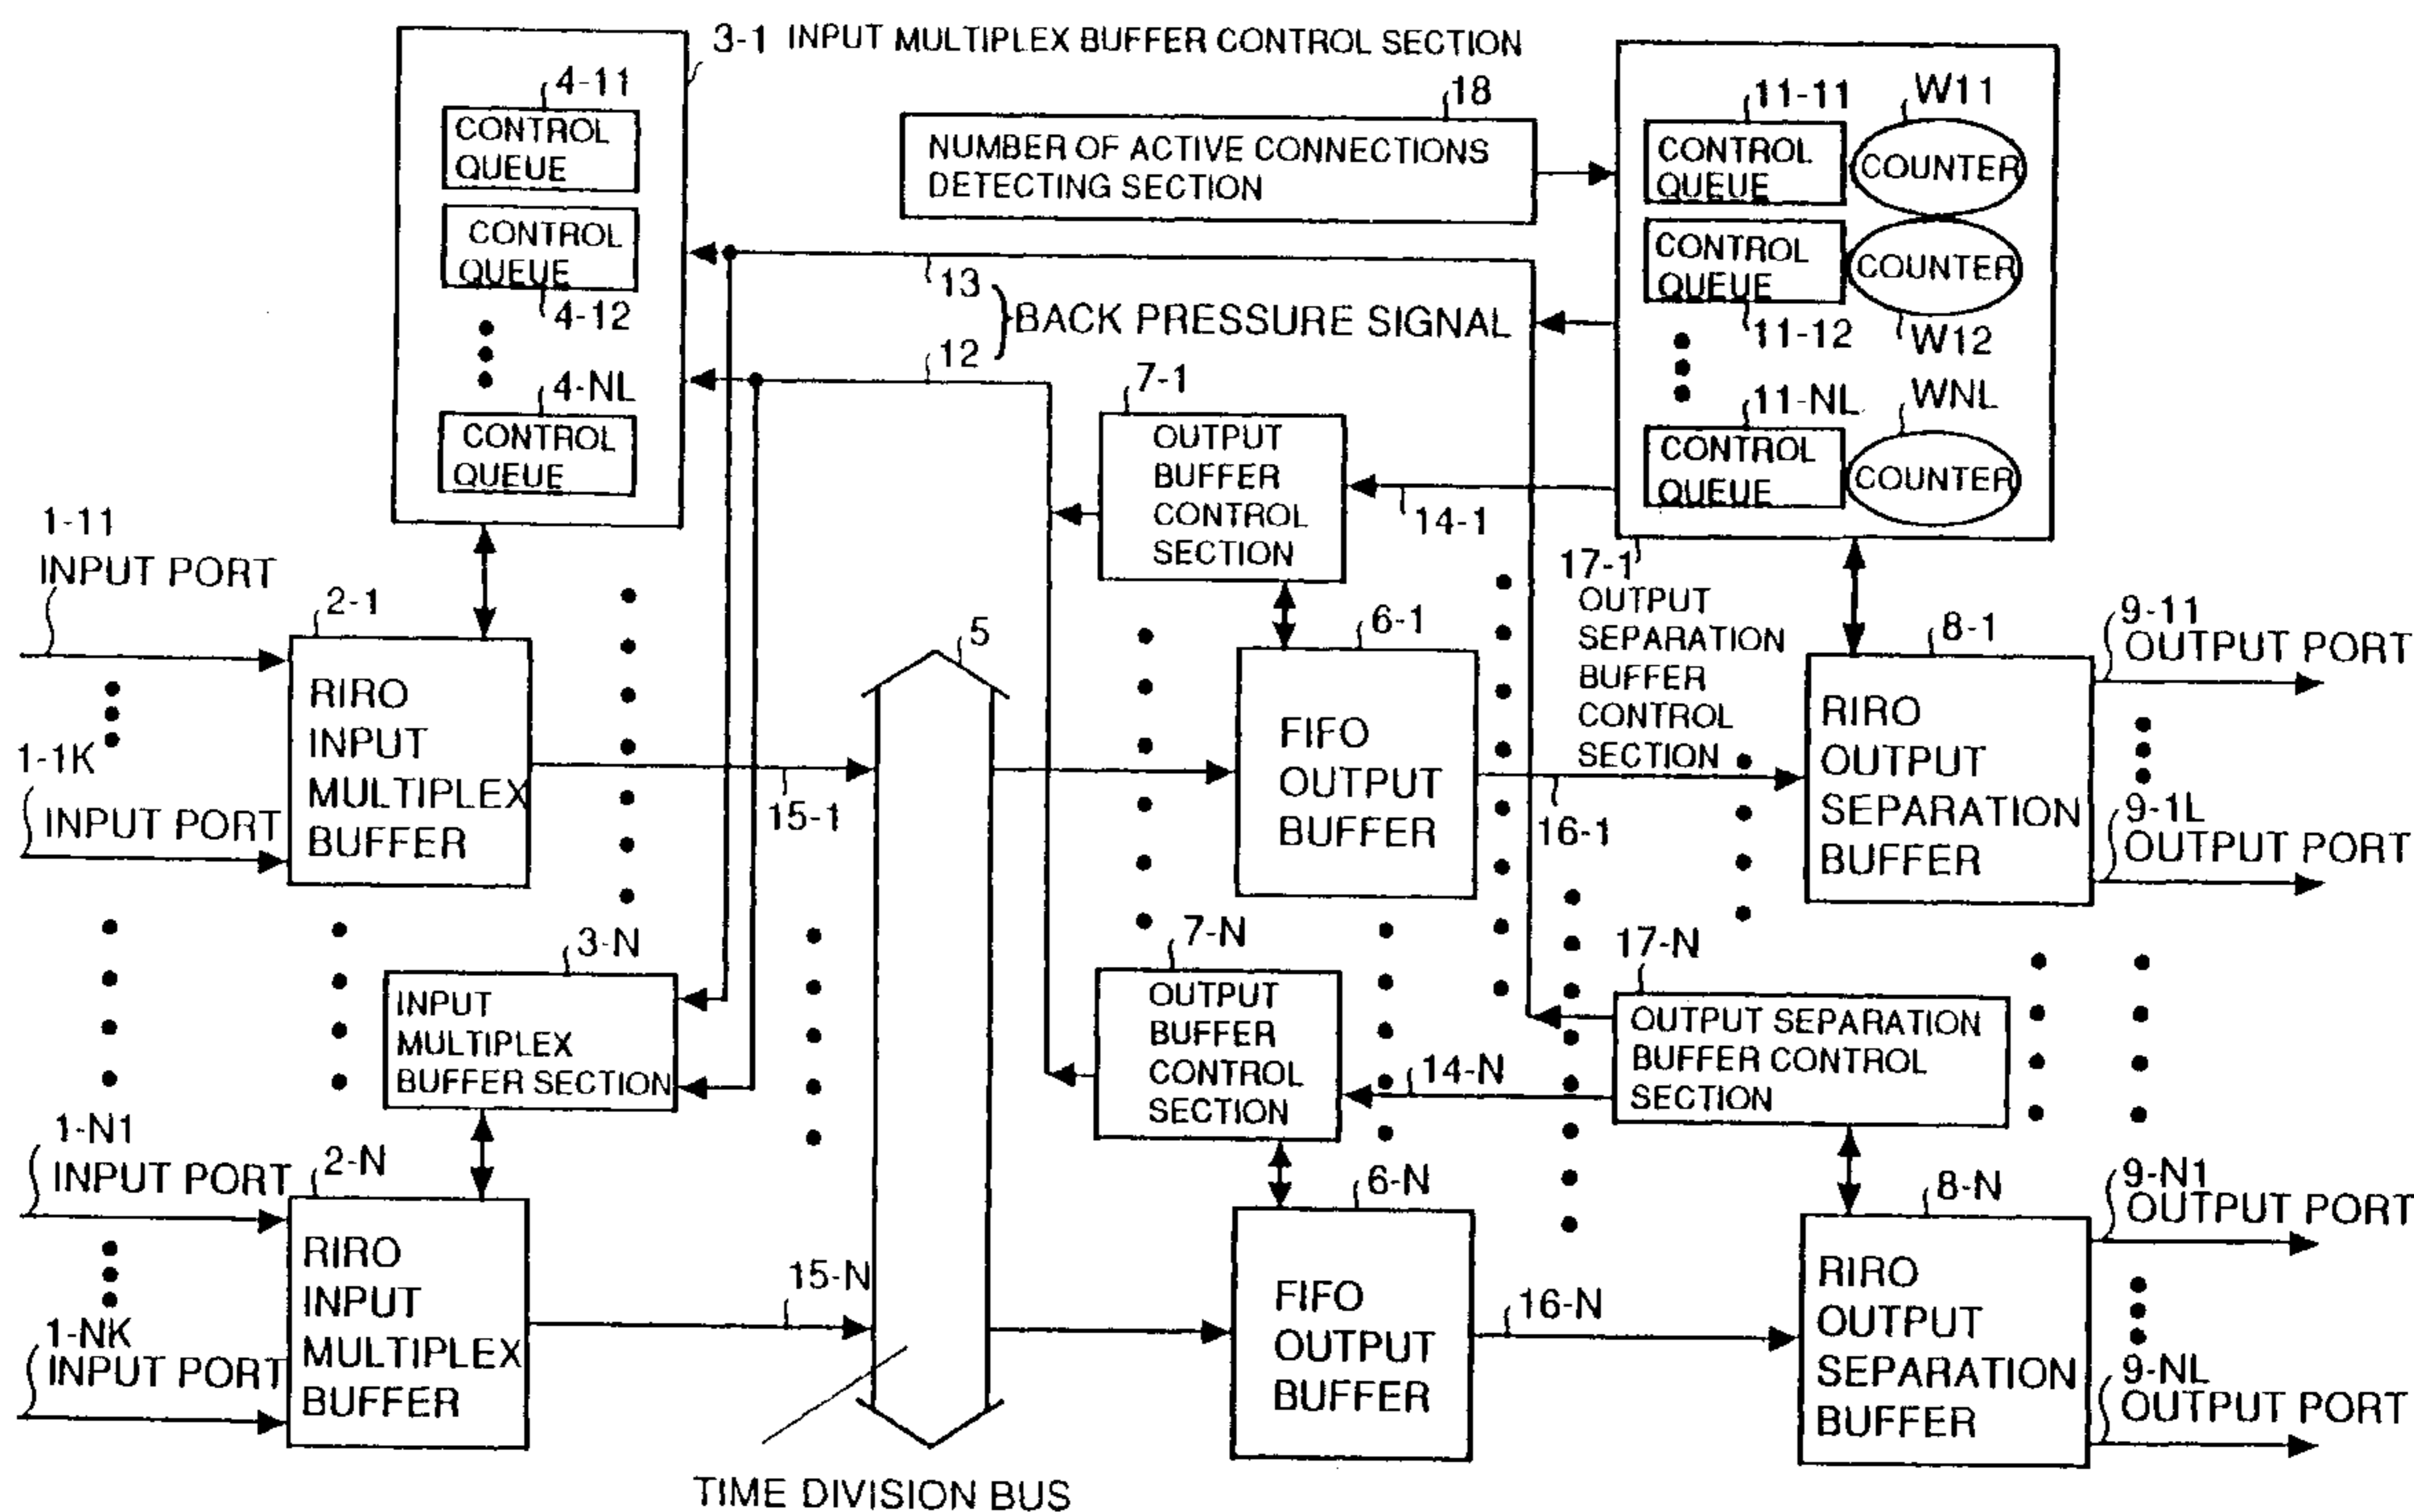 3-1 INPUT MULTIPLEX BUFFER CONTROL SECTION
4-11
CONTROL
QUEUE
CONTROL
QUEUE
4-12
4-NL
CONTROL
QUEUE
18
NUMBER OF ACTIVE CONNECTIONS
DETECTING SECTION
11-11
W11
CONTROL
QUEUE
COUNTER
CONTROL
QUEUE
COUNTER
11-12
W12
11-NL
WNL
CONTROL
QUEUE
COUNTER
13
12
BACK PRESSURE SIGNAL
7-1
OUTPUT
BUFFER
CONTROL
SECTION
14-1
17-1
OUTPUT
SEPARATION
BUFFER
CONTROL
SECTION
1-11
INPUT PORT
2-1
RIRO
INPUT
MULTIPLEX
BUFFER
1-1K
INPUT PORT
15-1
5
6-1
FIFO
OUTPUT
BUFFER
16-1
8-1
RIRO
OUTPUT
SEPARATION
BUFFER
9-11
OUTPUT PORT
9-1L
OUTPUT PORT
3-N
INPUT
MULTIPLEX
BUFFER SECTION
7-N
OUTPUT
BUFFER
CONTROL
SECTION
14-N
17-N
OUTPUT SEPARATION
BUFFER CONTROL
SECTION
1-N1
INPUT PORT
2-N
RIRO
INPUT
MULTIPLEX
BUFFER
1-NK
INPUT PORT
15-N
6-N
FIFO
OUTPUT
BUFFER
16-N
8-N
RIRO
OUTPUT
SEPARATION
BUFFER
9-N1
OUTPUT PORT
9-NL
OUTPUT PORT
TIME DIVISION BUS